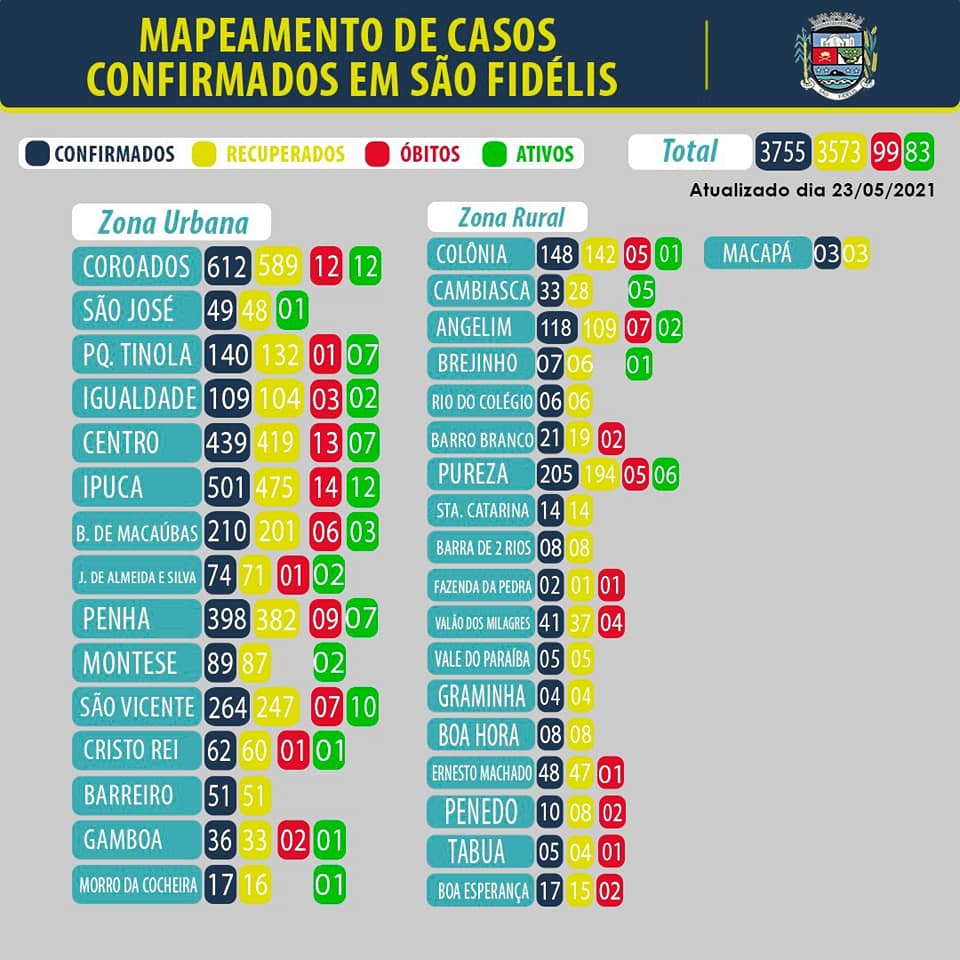 MAPEAMENTO DE CASOS
CONFIRMADOS EM SÃO FIDÉLIS
SÃO FIDÉLIS
CONFIRMADOS RECUPERADOS ÓBITOS ATIVOS
Total 3755 3573 99 83
Atualizado dia 23/05/2021
Zona Urbana
COROADOS 612 589 12 12
SÃO JOSÉ 49 48 01
PQ. TINOLA 140 132 01 07
IGUALDADE 109 104 03 02
CENTRO 439 419 13 07
IPUCA 501 475 14 12
B. DE MACAÚBAS 210 201 06 03
J. DE ALMEIDA E SILVA 74 71 01 02
PENHA 398 382 09 07
MONTESE 89 87 02
SÃO VICENTE 264 247 07 10
CRISTO REI 62 60 01 01
BARREIRO 51 51
GAMBOA 36 33 02 01
MORRO DA COCHEIRA 17 16 01
Zona Rural
COLÔNIA 148 142 05 01
CAMBIASCA 33 28 05
ANGELIM 118 109 07 02
BREJINHO 07 06 01
RIO DO COLÉGIO 06 06
BARRO BRANCO 21 19 02
PUREZA 205 194 05 06
STA. CATARINA 14 14
BARRA DE 2 RIOS 08 08
FAZENDA DA PEDRA 02 01 01
VALÃO DOS MILAGRES 41 37 04
VALE DO PARAÍBA 05 05
GRAMINHA 04 04
BOA HORA 08 08
ERNESTO MACHADO 48 47 01
PENEDO 10 08 02
TABUA 05 04 01
BOA ESPERANÇA 17 15 02
MACAPÁ 03 03